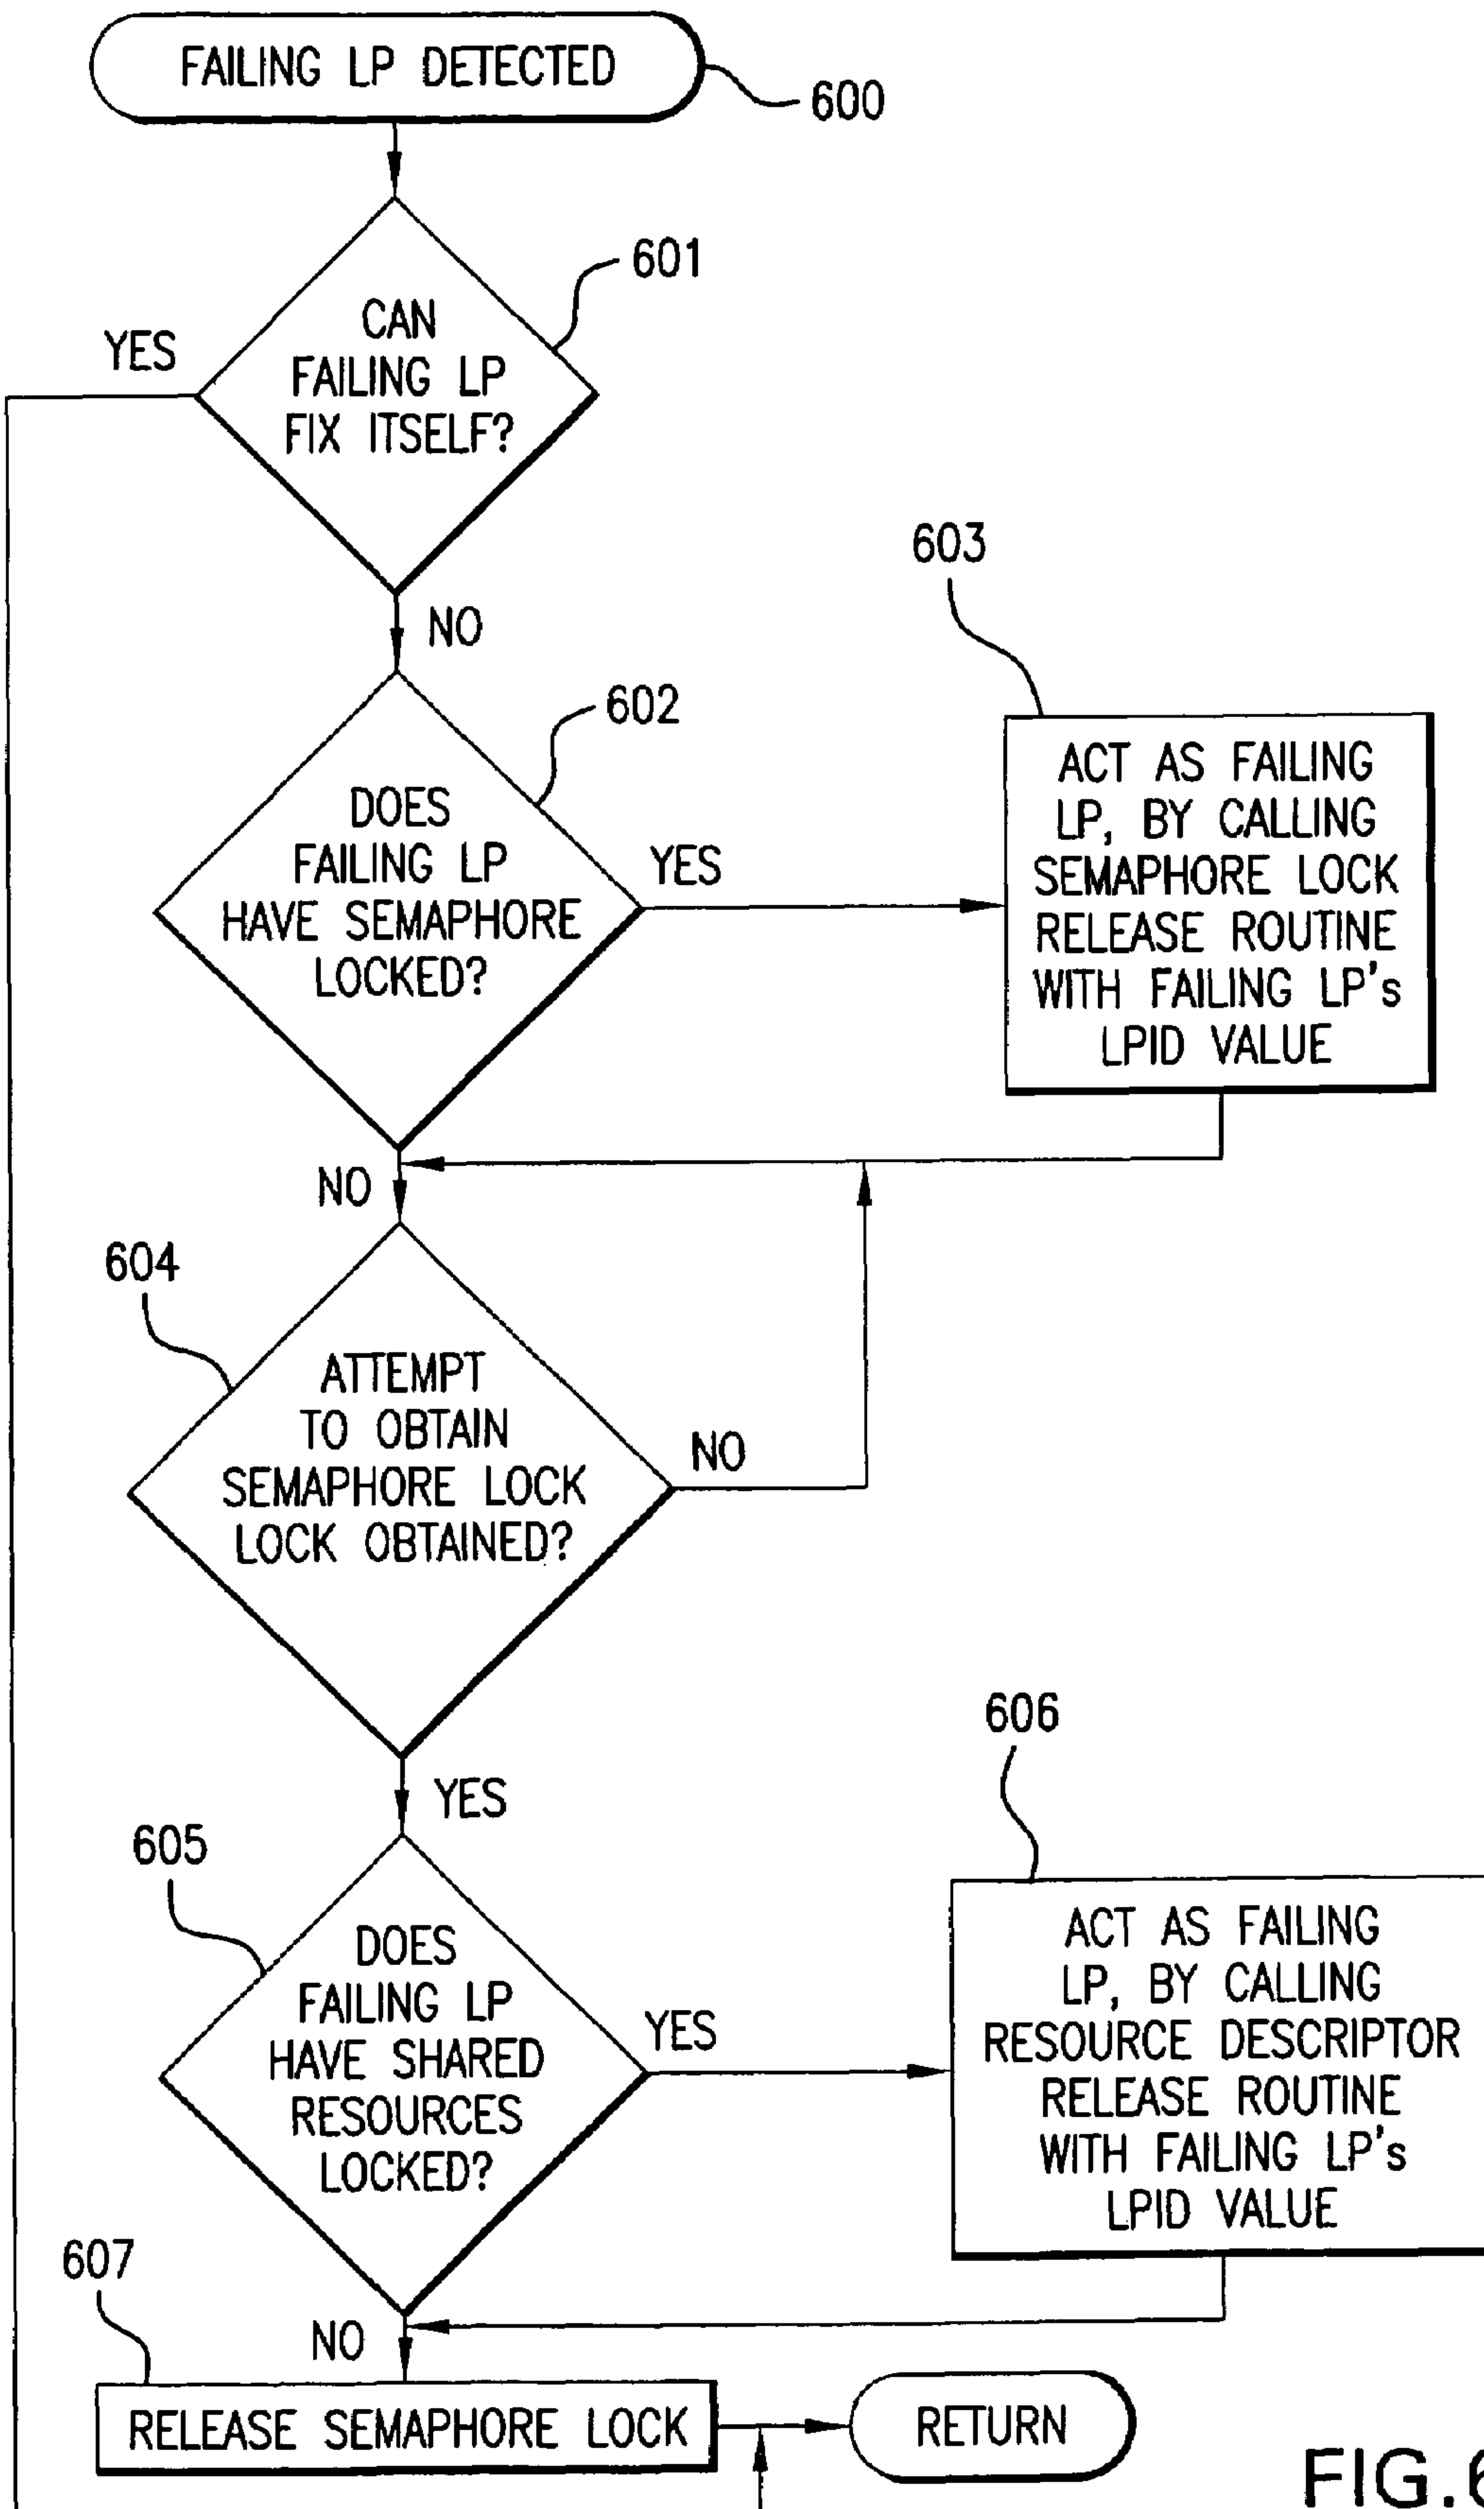 FAILING LP DETECTED
600
601
CAN
FAILING LP
FIX ITSELF?
YES
NO
602
DOES
FAILING LP
HAVE SEMAPHORE
LOCKED?
YES
603
ACT AS FAILING
LP, BY CALLING
SEMAPHORE LOCK
RELEASE ROUTINE
WITH FAILING LP's
LPID VALUE
NO
604
ATTEMPT
TO OBTAIN
SEMAPHORE LOCK
LOCK OBTAINED?
NO
YES
605
DOES
FAILING LP
HAVE SHARED
RESOURCES
LOCKED?
YES
606
ACT AS FAILING
LP, BY CALLING
RESOURCE DESCRIPTOR
RELEASE ROUTINE
WITH FAILING LP's
LPID VALUE
NO
607
RELEASE SEMAPHORE LOCK
RETURN
FIG.6